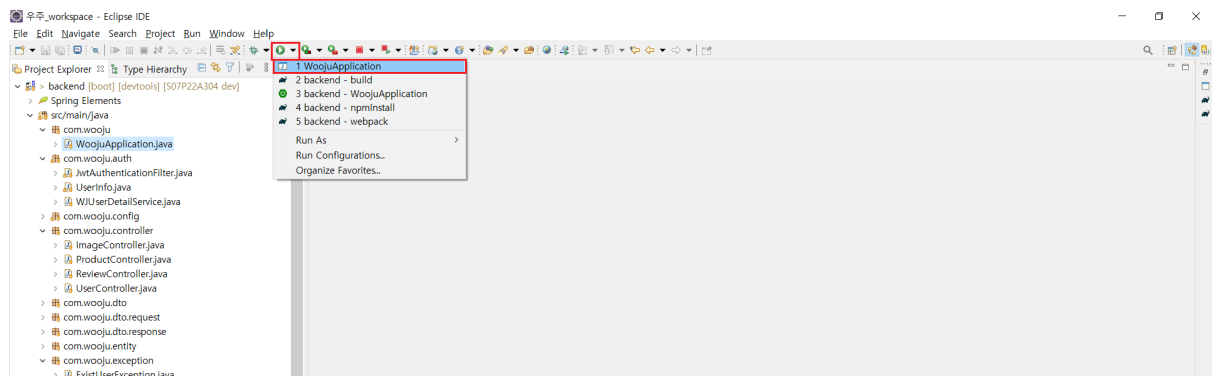 우주_workspace - Eclipse IDE
File Edit Navigate Search Project Run Window Help
Project Explorer Type Hierarchy
1 WoojuApplication
2 backend - build
3 backend - WoojuApplication
4 backend - npmInstall
5 backend - webpack
Run As
Run Configurations...
Organize Favorites...
> backend [boot] [devtools] [S07P22A304 dev]
Spring Elements
src/main/java
com.wooju
WoojuApplication.java
com.wooju.auth
JwtAuthenticationFilter.java
UserInfo.java
WJUserDetailService.java
com.wooju.config
com.wooju.controller
ImageController.java
ProductController.java
ReviewController.java
UserController.java
com.wooju.dto
com.wooju.dto.request
com.wooju.dto.response
com.wooju.entity
com.wooju.exception
ExistUserException.java